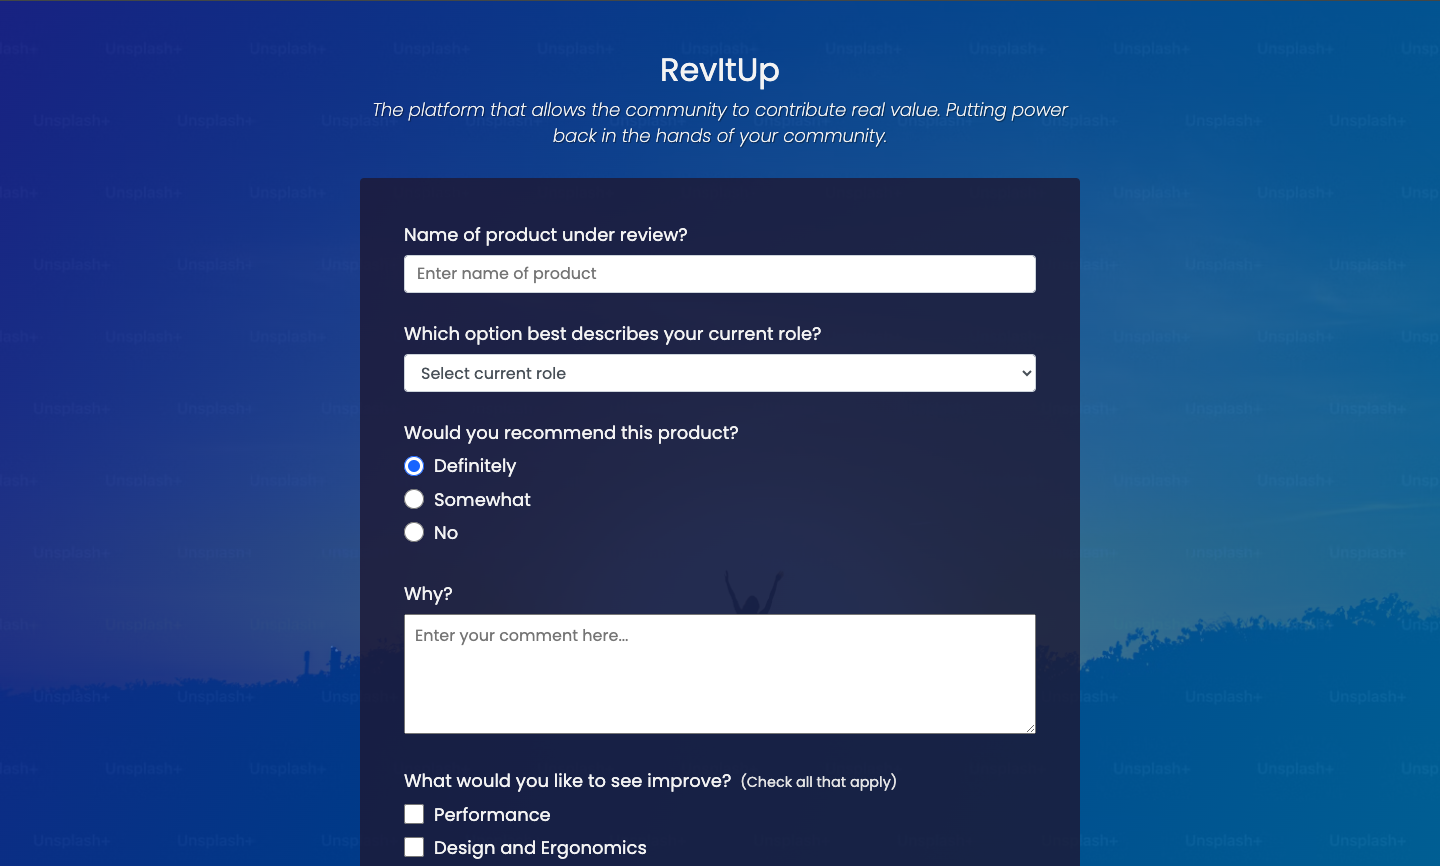 RevItUp
The platform that allows the community to contribute real value. Putting power
back in the hands of your community.
Name of product under review?
Enter name of product
Which option best describes your current role?
Select current role
Would you recommend this product?
Definitely
Somewhat
No
Why?
Enter your comment here...
What would you like to see improve? (Check all that apply)
Performance
Design and Ergonomics
Unsplash+